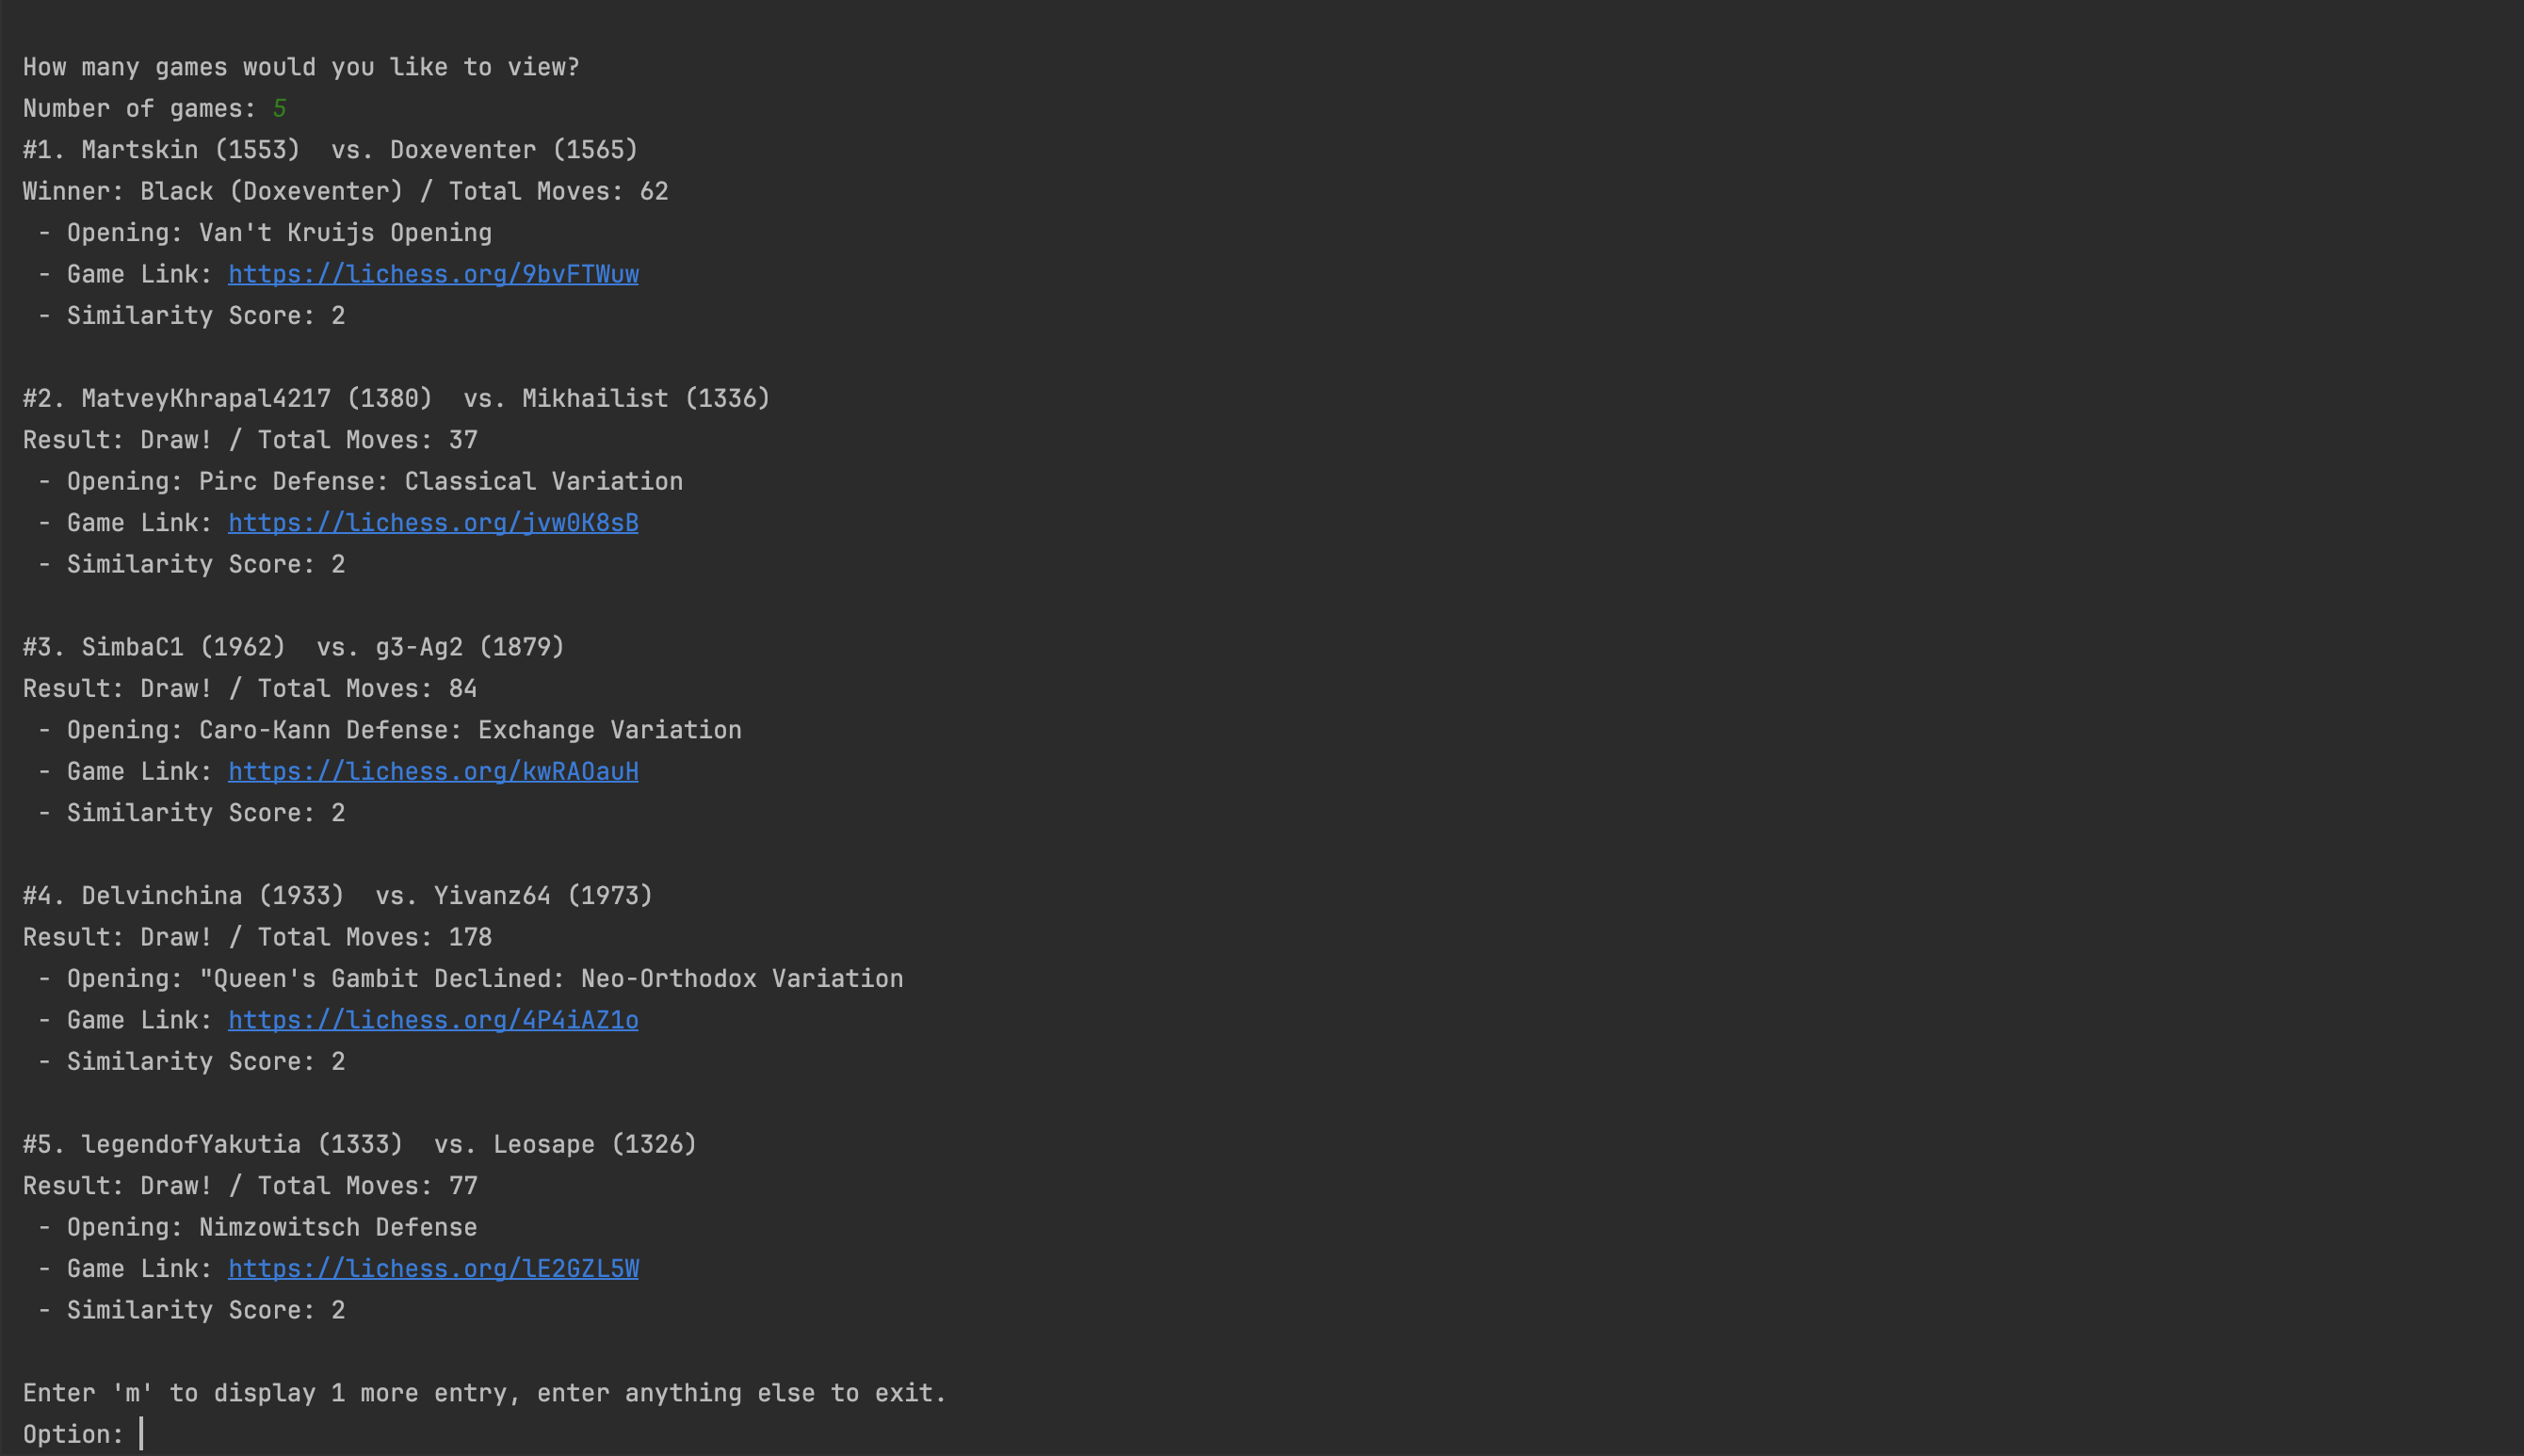 How many games would you like to view?
Number of games: 5
#1. Martskin (1553)  vs. Doxeventer (1565)
Winner: Black (Doxeventer) / Total Moves: 62
 - Opening: Van't Kruijs Opening
 - Game Link: https://lichess.org/9bvFTWuw
 - Similarity Score: 2
#2. MatveyKhrapal4217 (1380)  vs. Mikhailist (1336)
Result: Draw! / Total Moves: 37
 - Opening: Pirc Defense: Classical Variation
 - Game Link: https://lichess.org/jvw0K8sB
 - Similarity Score: 2
#3. SimbaC1 (1962)  vs. g3-Ag2 (1879)
Result: Draw! / Total Moves: 84
 - Opening: Caro-Kann Defense: Exchange Variation
 - Game Link: https://lichess.org/kwRAOauH
 - Similarity Score: 2
#4. Delvinchina (1933)  vs. Yivanz64 (1973)
Result: Draw! / Total Moves: 178
 - Opening: "Queen's Gambit Declined: Neo-Orthodox Variation
 - Game Link: https://lichess.org/4P4iAZ1o
 - Similarity Score: 2
#5. legendofYakutia (1333)  vs. Leosape (1326)
Result: Draw! / Total Moves: 77
 - Opening: Nimzowitsch Defense
 - Game Link: https://lichess.org/lE2GZL5W
 - Similarity Score: 2
Enter 'm' to display 1 more entry, enter anything else to exit.
Option: